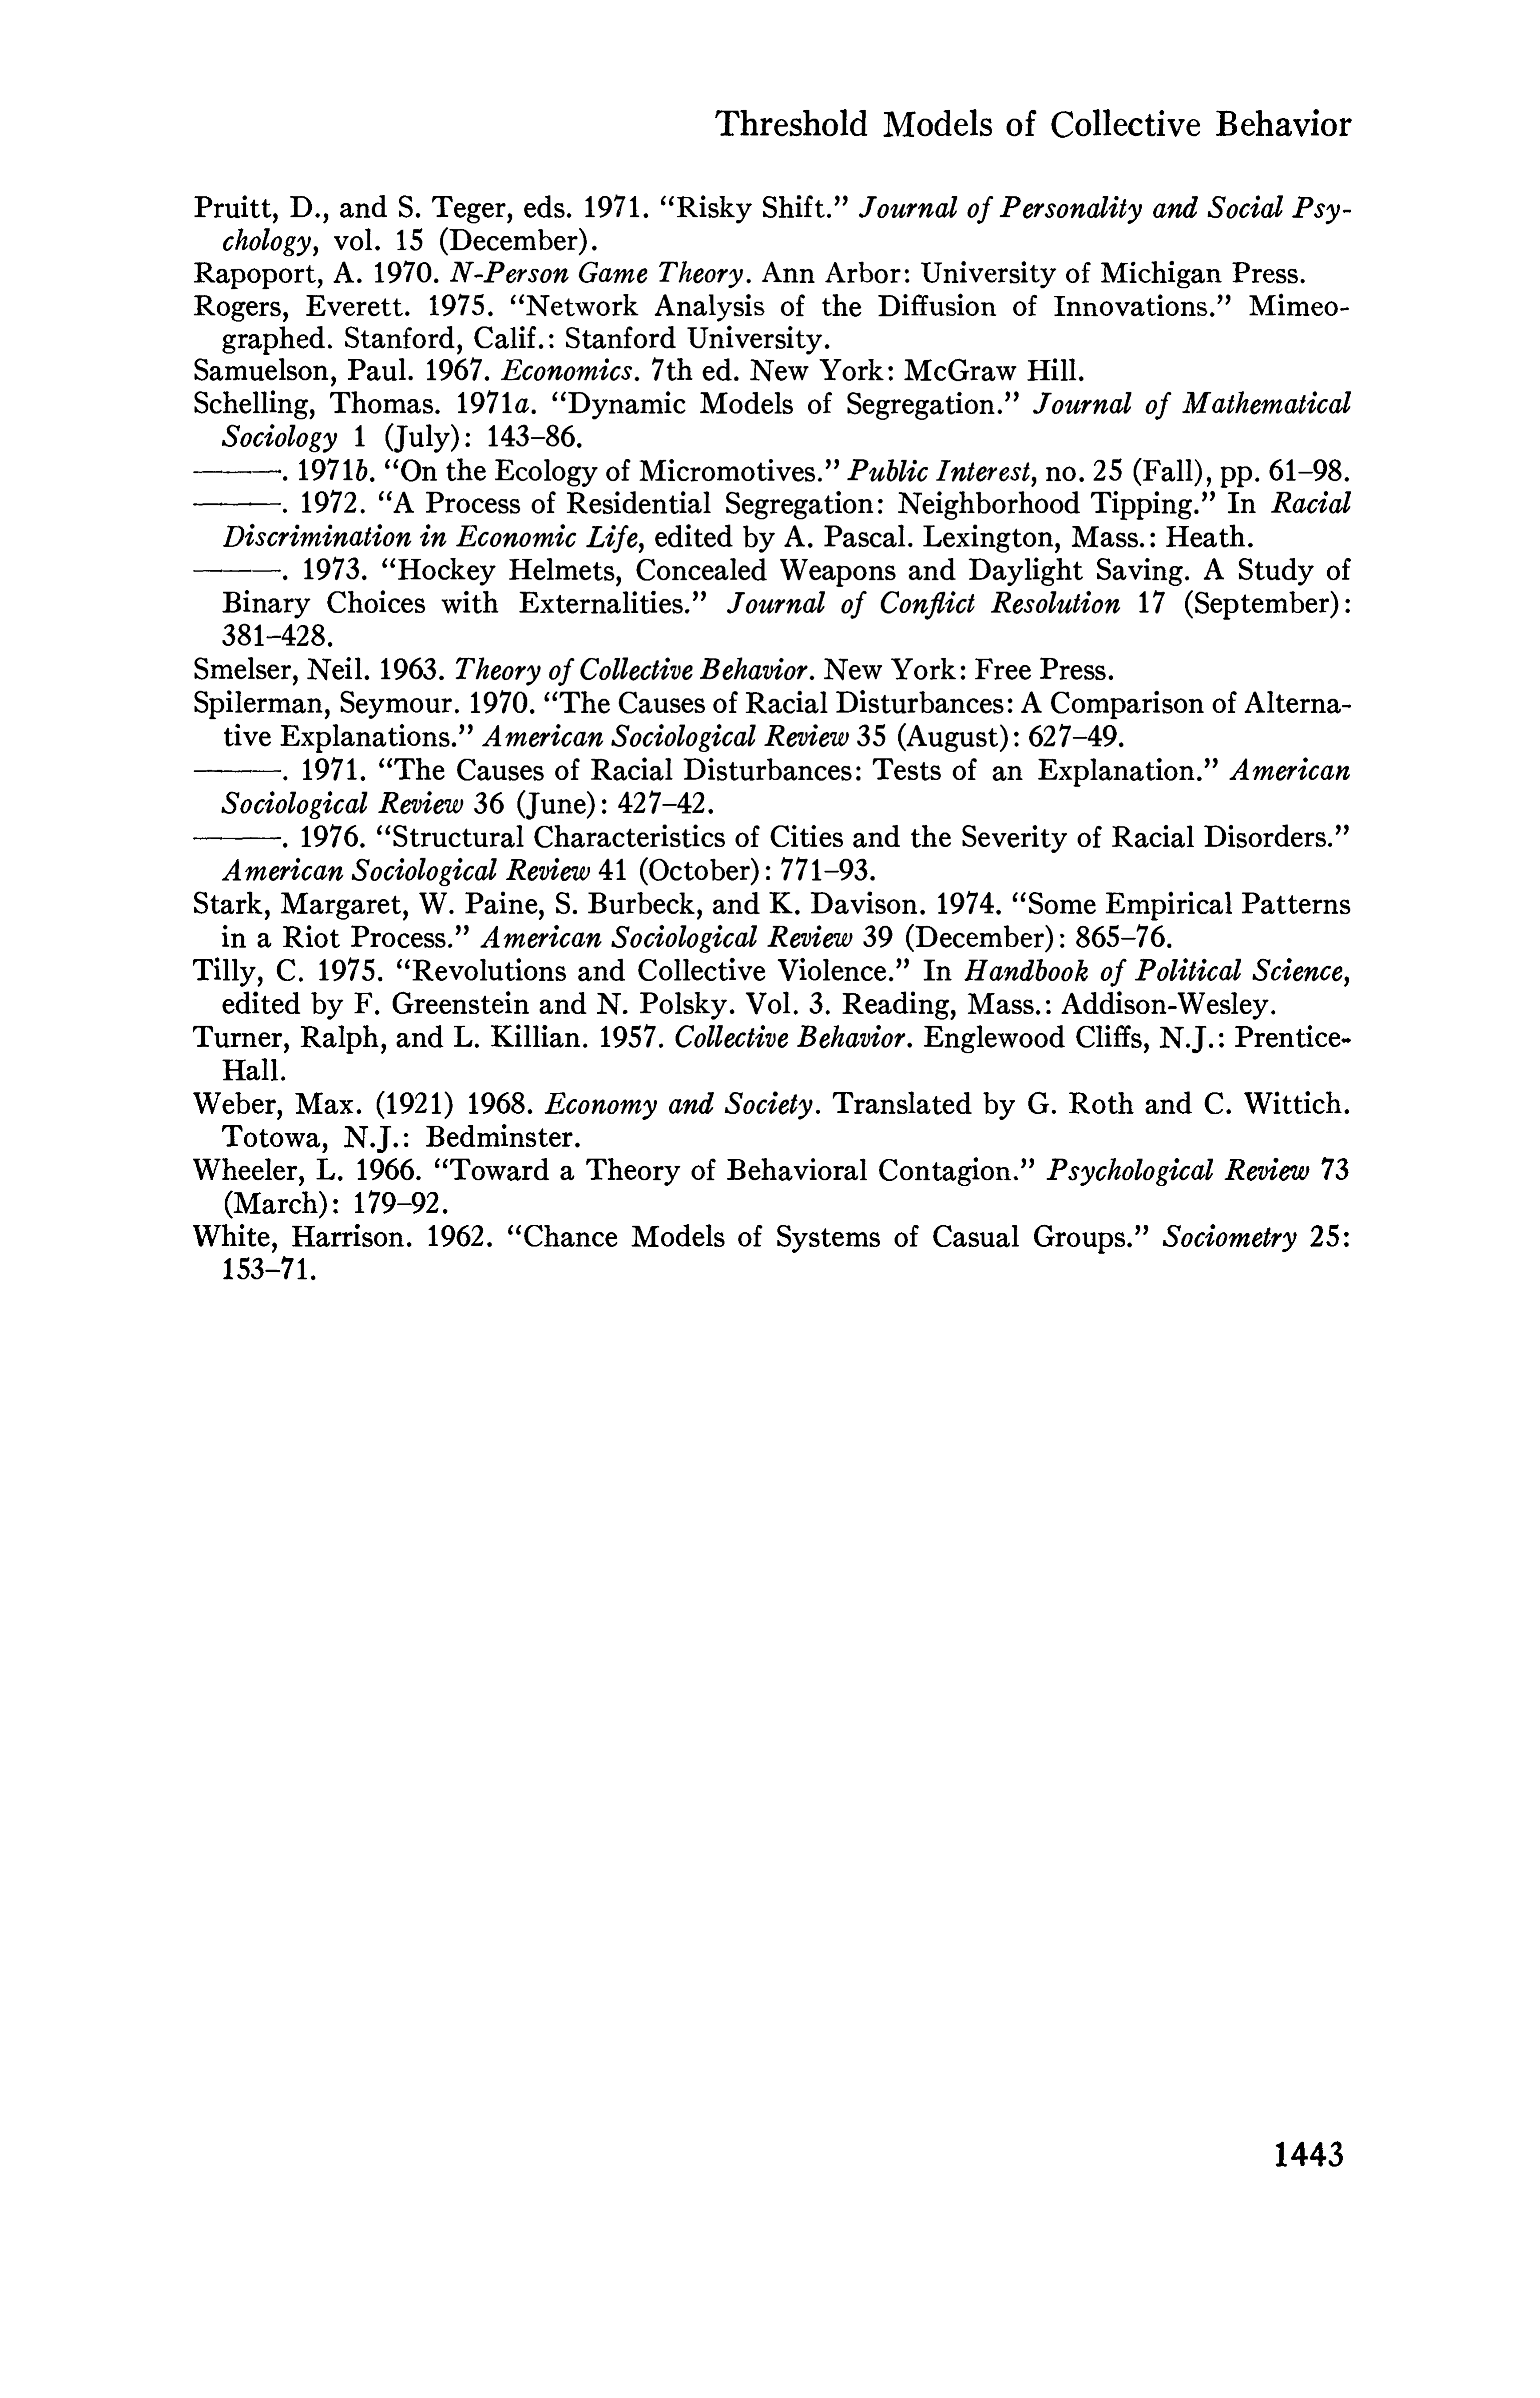 Threshold Models of Collective Behavior
Pruitt, D., and S. Teger, eds. 1971. “Risky Shift.” Journal of Personality and Social Psy-
chology, vol. 15 (December).
Rapoport, A. 1970. N-Person Game Theory. Ann Arbor: University of Michigan Press.
Rogers, Everett. 1975. “Network Analysis of the Diffusion of Innovations.” Mimeo-
graphed. Stanford, Calif.: Stanford University.
Samuelson, Paul. 1967. Economics. 7th ed. New York: McGraw Hill.
Schelling, Thomas. 1971a. “Dynamic Models of Segregation.” Journal of Mathematical
Sociology 1 (July): 143–86.
———. 1971b. “On the Ecology of Micromotives.” Public Interest, no. 25 (Fall), pp. 61–98.
———. 1972. “A Process of Residential Segregation: Neighborhood Tipping.” In Racial
Discrimination in Economic Life, edited by A. Pascal. Lexington, Mass.: Heath.
———. 1973. “Hockey Helmets, Concealed Weapons and Daylight Saving. A Study of
Binary Choices with Externalities.” Journal of Conflict Resolution 17 (September):
381–428.
Smelser, Neil. 1963. Theory of Collective Behavior. New York: Free Press.
Spilerman, Seymour. 1970. “The Causes of Racial Disturbances: A Comparison of Alterna-
tive Explanations.” American Sociological Review 35 (August): 627–49.
———. 1971. “The Causes of Racial Disturbances: Tests of an Explanation.” American
Sociological Review 36 (June): 427–42.
———. 1976. “Structural Characteristics of Cities and the Severity of Racial Disorders.”
American Sociological Review 41 (October): 771–93.
Stark, Margaret, W. Paine, S. Burbeck, and K. Davison. 1974. “Some Empirical Patterns
in a Riot Process.” American Sociological Review 39 (December): 865–76.
Tilly, C. 1975. “Revolutions and Collective Violence.” In Handbook of Political Science,
edited by F. Greenstein and N. Polsky. Vol. 3. Reading, Mass.: Addison-Wesley.
Turner, Ralph, and L. Killian. 1957. Collective Behavior. Englewood Cliffs, N.J.: Prentice-
Hall.
Weber, Max. (1921) 1968. Economy and Society. Translated by G. Roth and C. Wittich.
Totowa, N.J.: Bedminster.
Wheeler, L. 1966. “Toward a Theory of Behavioral Contagion.” Psychological Review 73
(March): 179–92.
White, Harrison. 1962. “Chance Models of Systems of Casual Groups.” Sociometry 25:
153–71.
1443